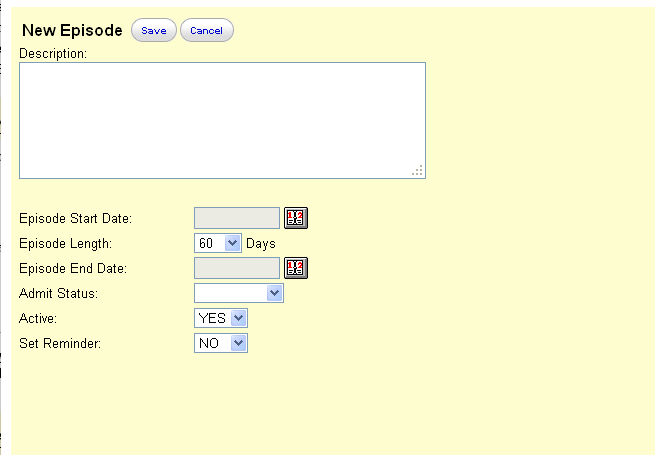 New Episode Save Cancel
Description:
Episode Start Date:
Episode Length: 60 Days
Episode End Date:
Admit Status:
Active: YES
Set Reminder: NO